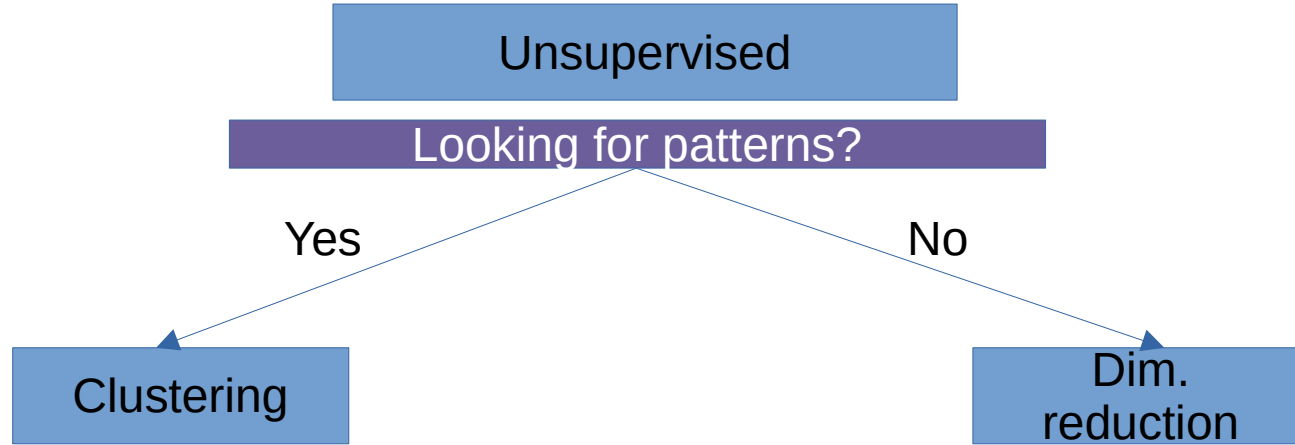 Unsupervised
Looking for patterns?
Yes
No
Clustering
Dim.
reduction